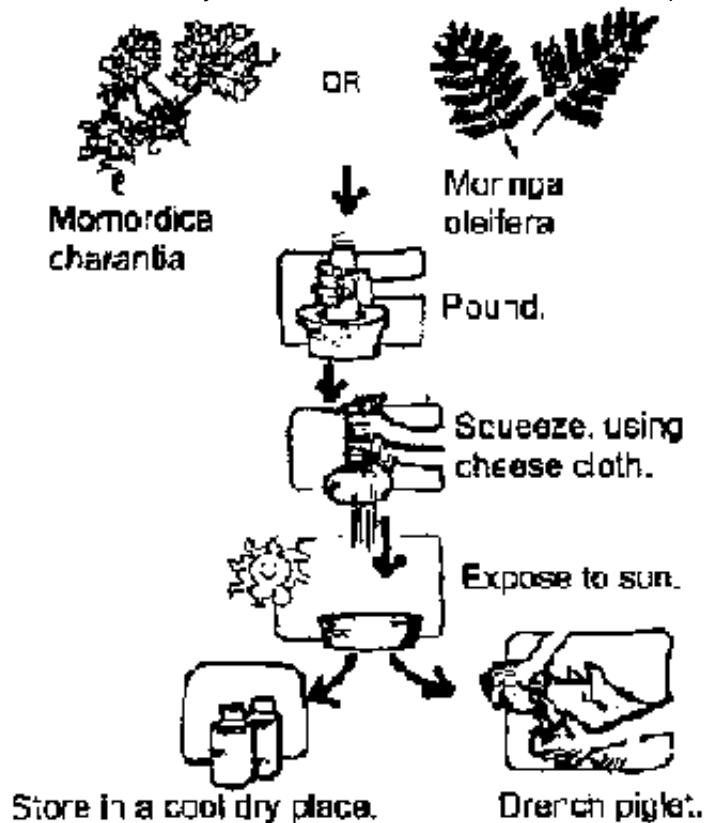 OR
Momordica
charantia
Moringa
oleifera
Pound.
Squeeze, using
cheese cloth.
Expose to sun.
Store in a cool dry place.
Drench piglet.